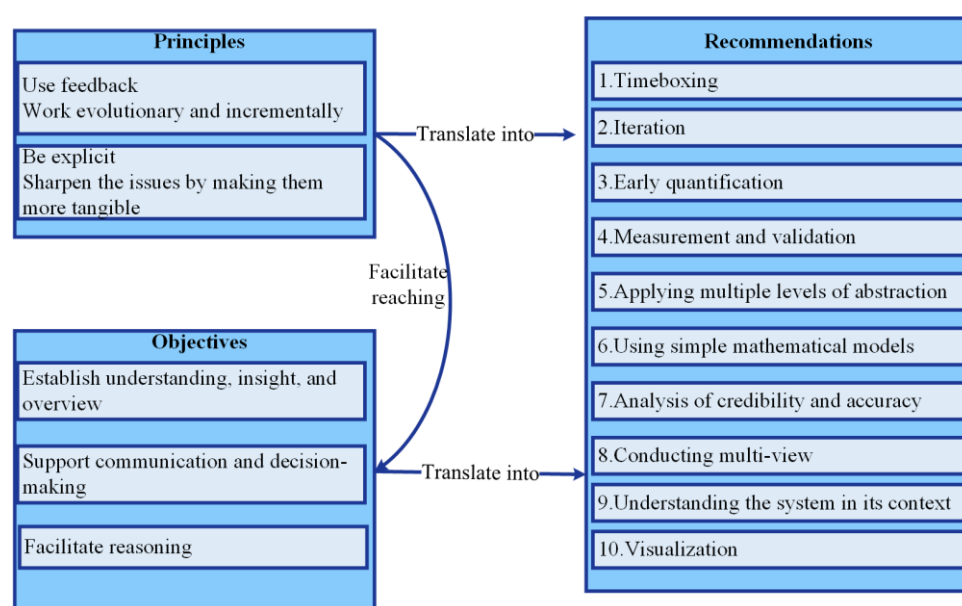 Principles
Use feedback
Work evolutionary and incrementally
Be explicit
Sharpen the issues by making them
more tangible
Translate into
Facilitate
reaching
Objectives
Establish understanding, insight, and
overview
Support communication and decision-
making
Facilitate reasoning
Translate into
Recommendations
1.Timeboxing
2.Iteration
3.Early quantification
4.Measurement and validation
5.Applying multiple levels of abstraction
6.Using simple mathematical models
7.Analysis of credibility and accuracy
8.Conducting multi-view
9.Understanding the system in its context
10.Visualization